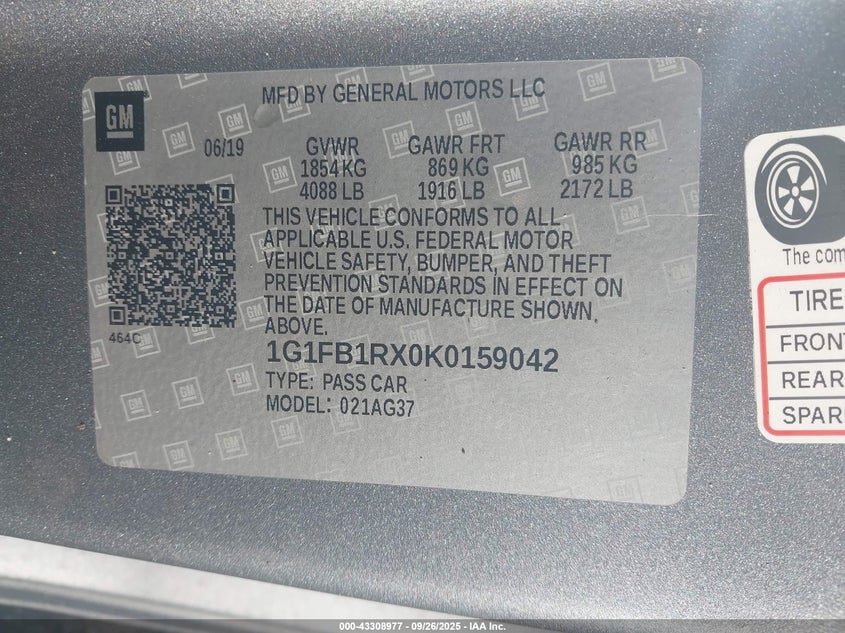 GM
MFD BY GENERAL MOTORS LLC
06/19
GVWR GAWR FRT GAWR RR
1854 KG 869 KG 985 KG
4088 LB 1916 LB 2172 LB
THIS VEHICLE CONFORMS TO ALL
APPLICABLE U.S. FEDERAL MOTOR
VEHICLE SAFETY, BUMPER, AND THEFT
PREVENTION STANDARDS IN EFFECT ON
THE DATE OF MANUFACTURE SHOWN
ABOVE.
464C
1G1FB1RX0K0159042
TYPE: PASS CAR
MODEL: 021AG37
The com
TIRE
FRONT
REAR
SPAR
000-43308977 - 09/26/2025 - IAA Inc.